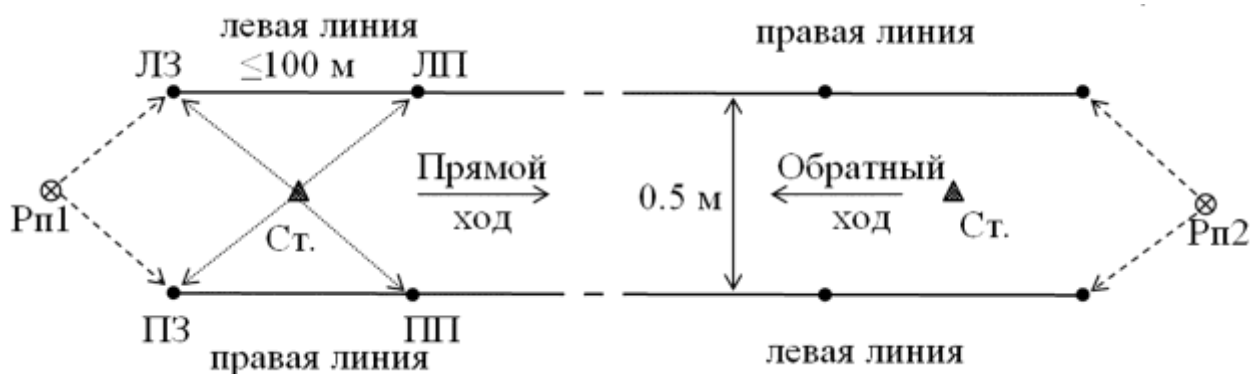 левая линия
≤100 м
правая линия
ЛЗ
ЛП
Прямой
ход
0.5 м
Обратный
ход
Рп1
Ст.
Ст.
Рп2
ПЗ
ПП
правая линия
левая линия